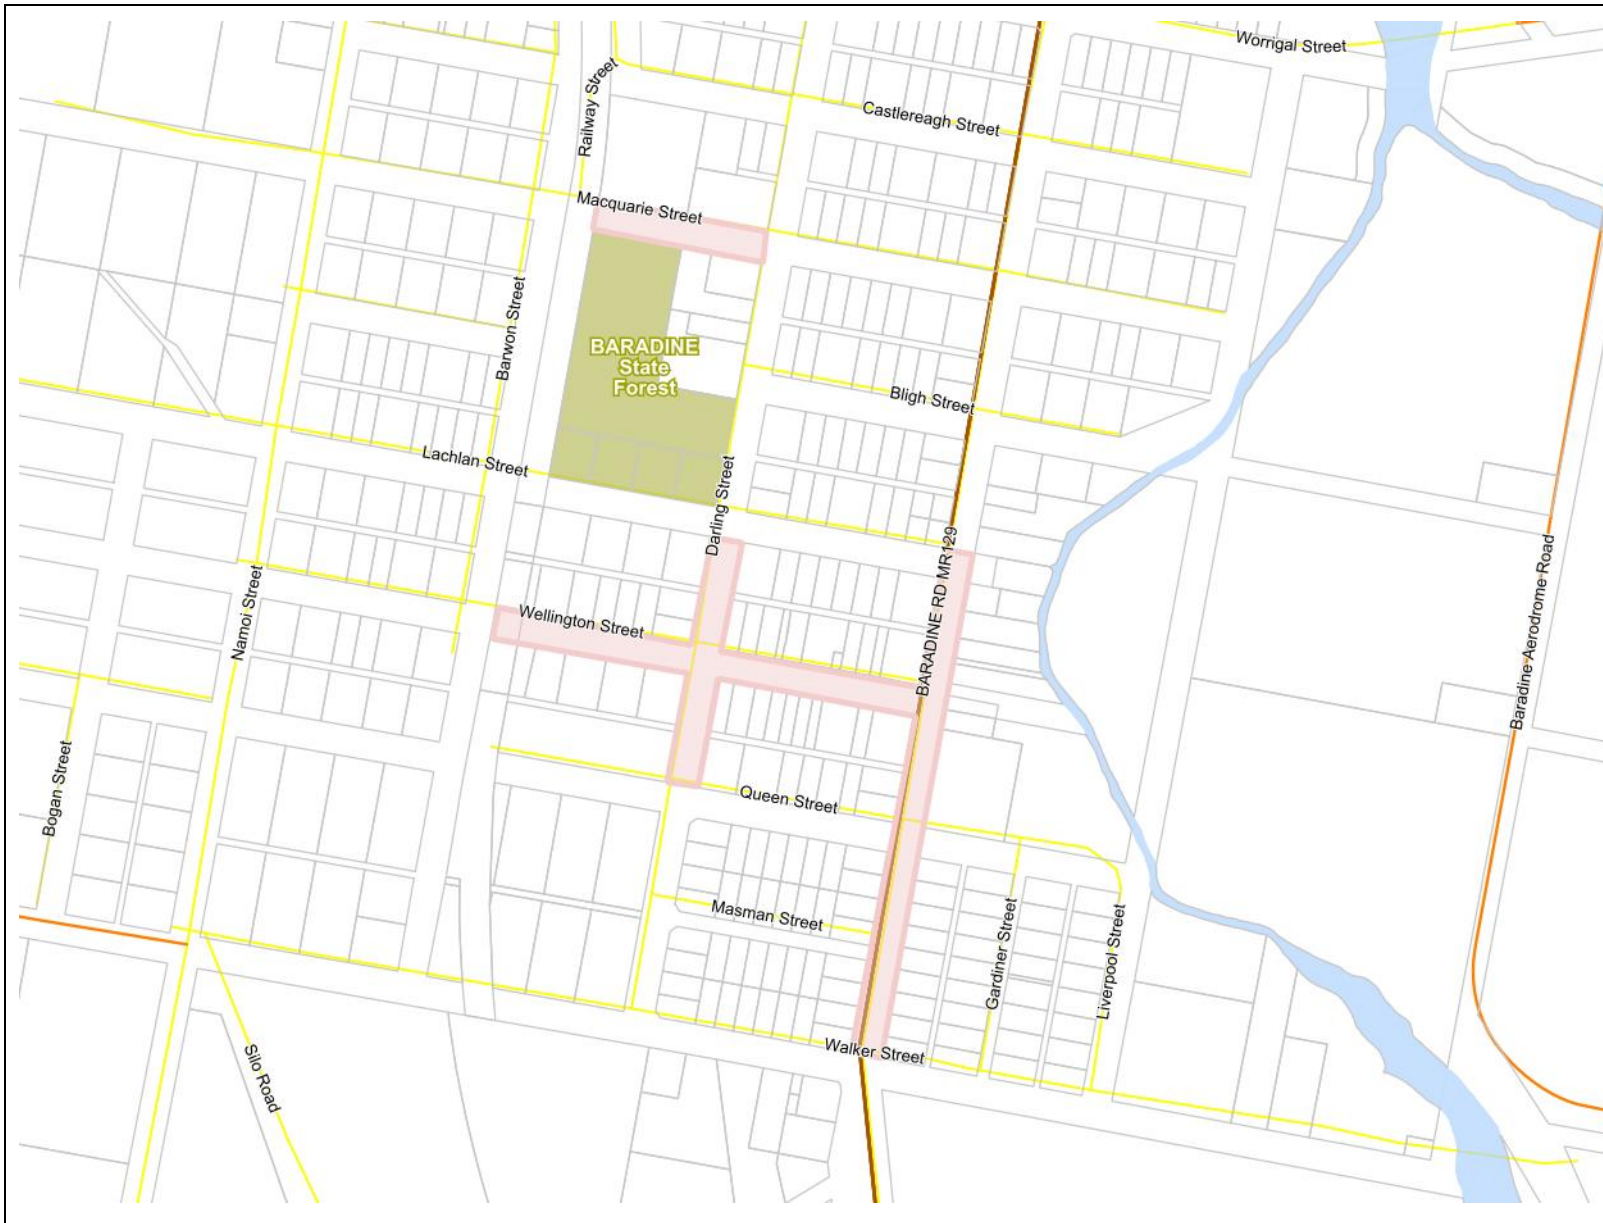 Worrigal Street
Railway Street
Castlereagh Street
Macquarie Street
Barwon Street
BARADINE
State
Forest
Bligh Street
Lachlan Street
Darling Street
BARADINE RD MR129
Baradine Aerodrome Road
Namoi Street
Wellington Street
Bogan Street
Queen Street
Masman Street
Gardiner Street
Liverpool Street
Walker Street
Silo Road